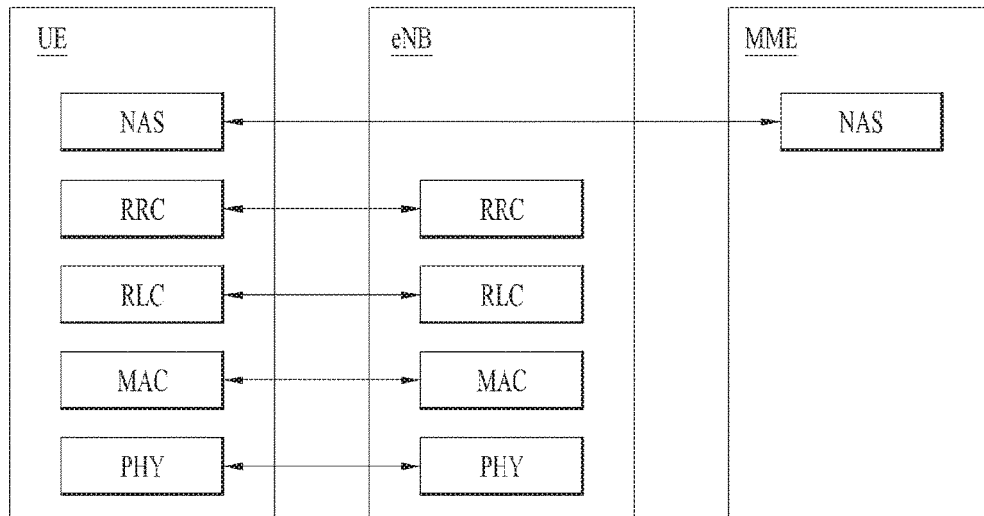 UE eNB MME
NAS NAS
RRC RRC
RLC RLC
MAC MAC
PHY PHY